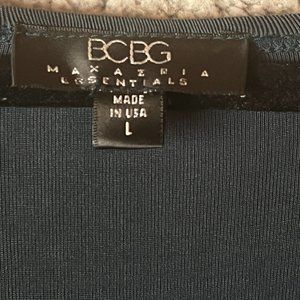 BCBG
MAXAZRIA
ESSENTIALS
MADE
IN USA
L